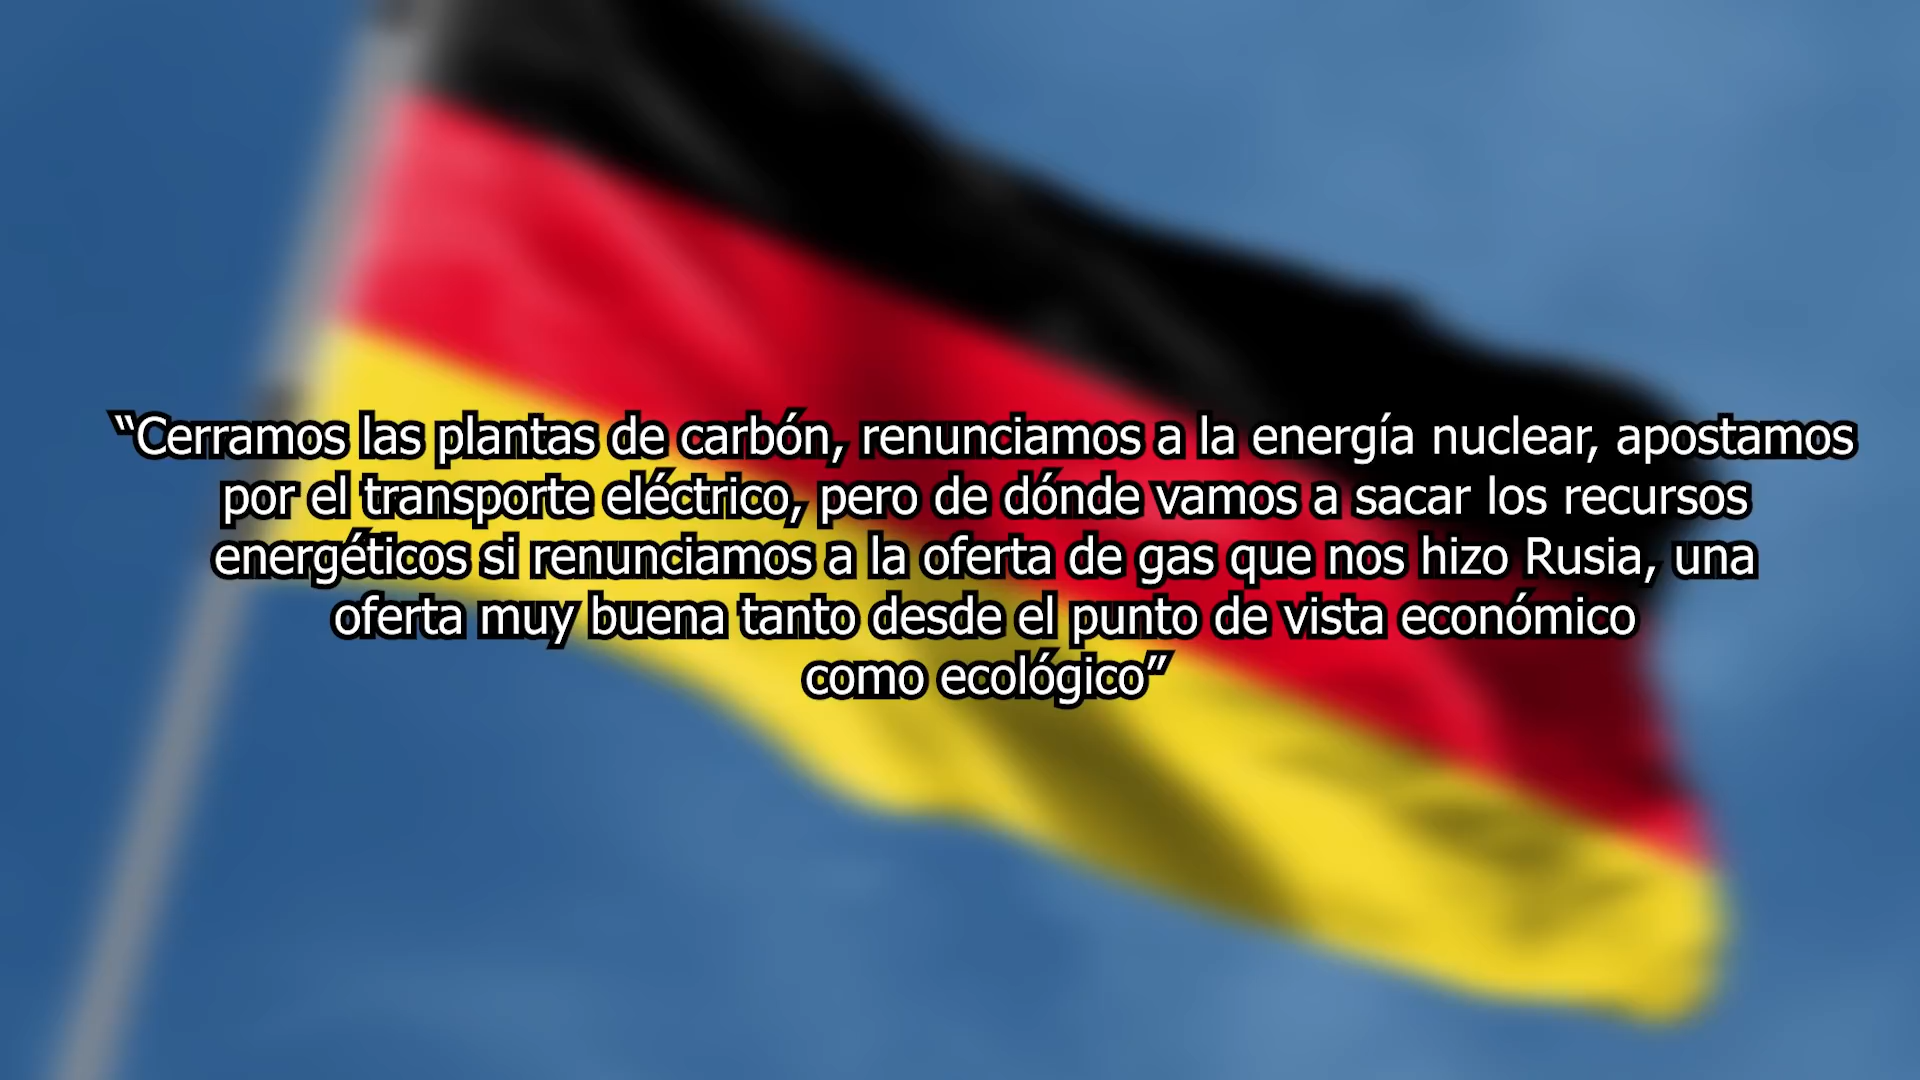 “Cerramos las plantas de carbón, renunciamos a la energía nuclear, apostamos
por el transporte eléctrico, pero de dónde vamos a sacar los recursos
energéticos si renunciamos a la oferta de gas que nos hizo Rusia, una
oferta muy buena tanto desde el punto de vista económico
como ecológico”